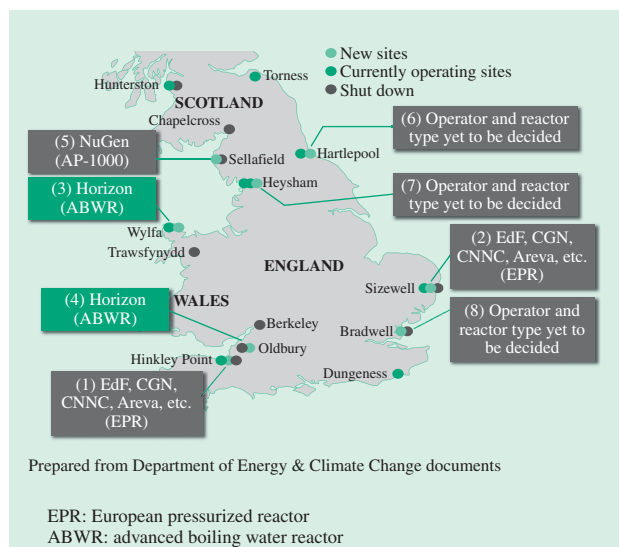 New sites
Currently operating sites
Shut down
Torness
Hunterston
SCOTLAND
Chapelcross
(6) Operator and reactor
type yet to be decided
(5) NuGen
(AP-1000)
Sellafield
Hartlepool
(3) Horizon
(ABWR)
Heysham
(7) Operator and reactor
type yet to be decided
Wylfa
Trawsfynydd
(2) EdF, CGN,
CNNC, Areva, etc.
(EPR)
ENGLAND
Sizewell
(4) Horizon
(ABWR)
WALES
(8) Operator and
reactor type yet to
be decided
Berkeley
Bradwell
Oldbury
Hinkley Point
Dungeness
(1) EdF, CGN,
CNNC, Areva, etc.
(EPR)
Prepared from Department of Energy & Climate Change documents
EPR: European pressurized reactor
ABWR: advanced boiling water reactor